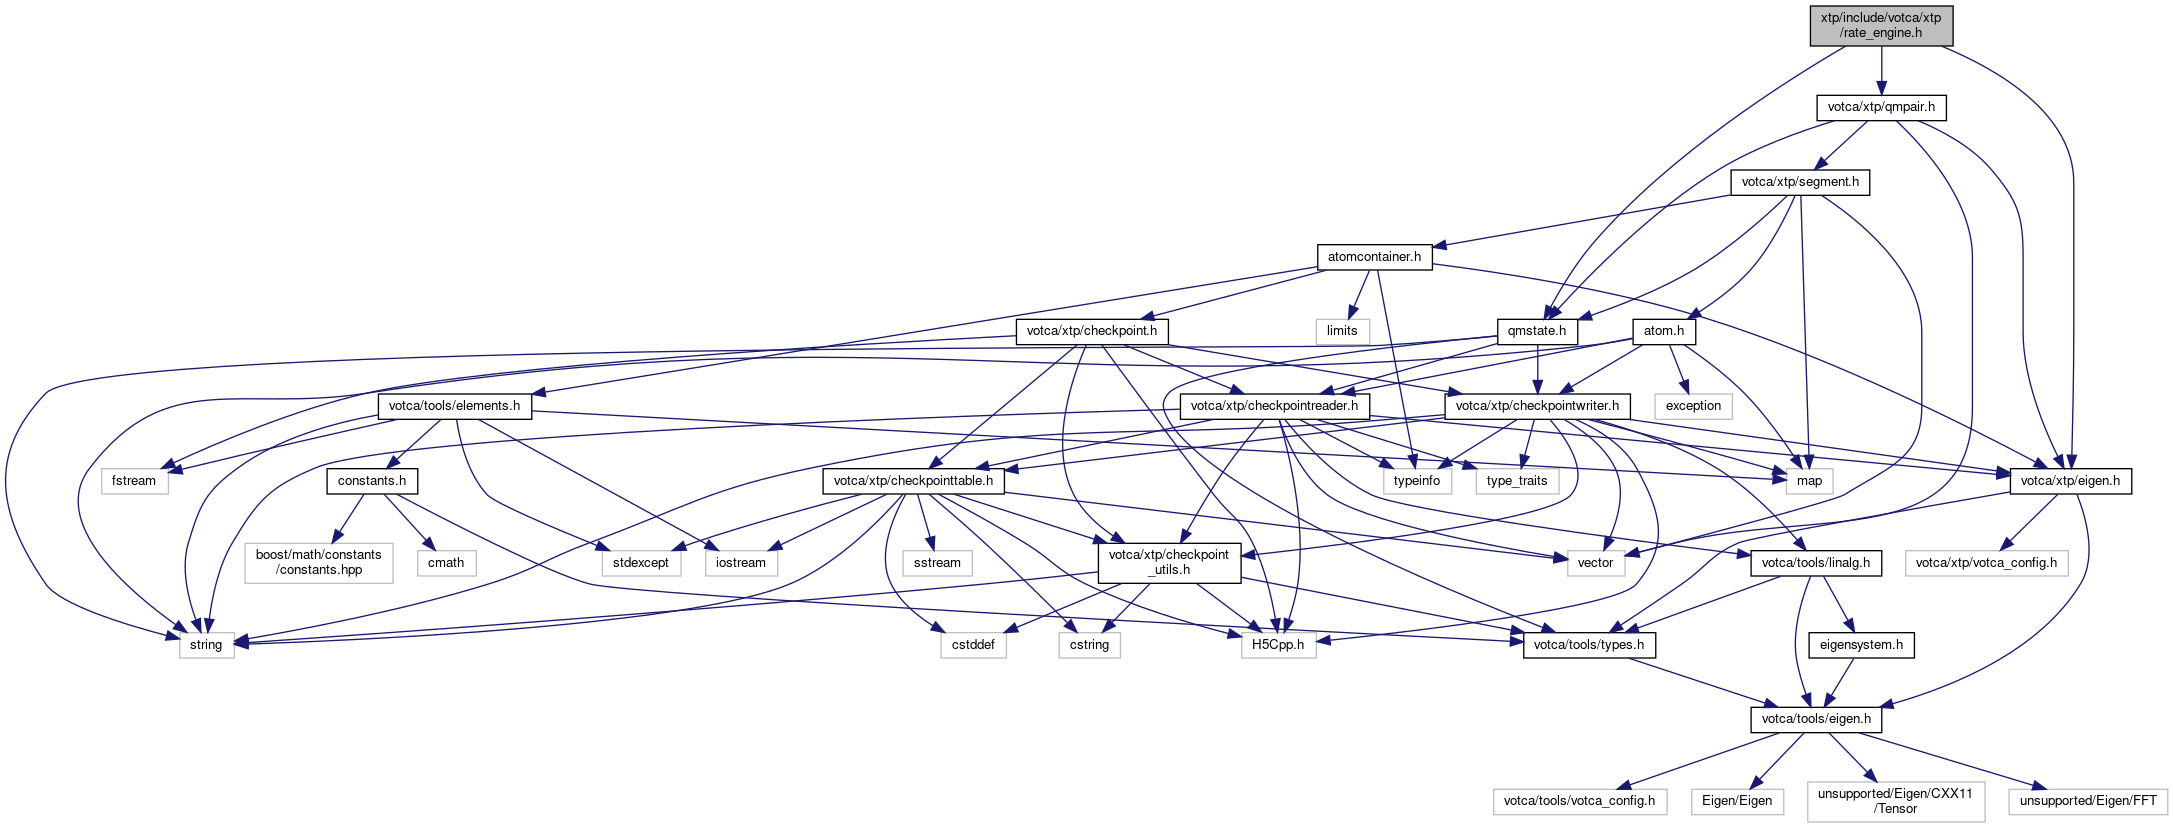 xtp/include/votca/xtp
/rate_engine.h
votca/xtp/qmpair.h
votca/xtp/segment.h
atomcontainer.h
votca/xtp/checkpoint.h
limits
qmstate.h
atom.h
votca/tools/elements.h
votca/xtp/checkpointreader.h
votca/xtp/checkpointwriter.h
exception
fstream
constants.h
votca/xtp/checkpointtable.h
typeinfo
type_traits
map
votca/xtp/eigen.h
boost/math/constants
/constants.hpp
cmath
stdexcept
iostream
sstream
votca/xtp/checkpoint
_utils.h
vector
votca/tools/linalg.h
votca/xtp/votca_config.h
string
cstddef
cstring
H5Cpp.h
votca/tools/types.h
eigensystem.h
votca/tools/eigen.h
votca/tools/votca_config.h
Eigen/Eigen
unsupported/Eigen/CXX11
/Tensor
unsupported/Eigen/FFT